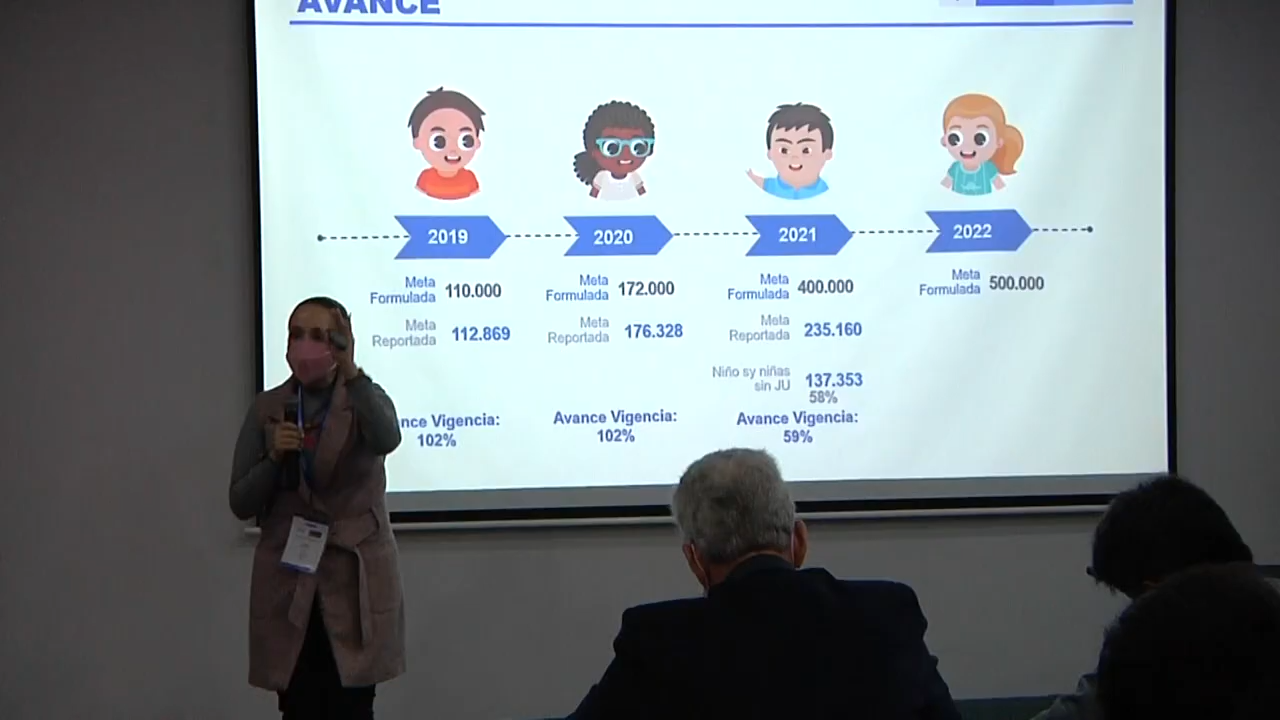 AVANCE
2019
2020
2021
2022
Meta Formulada 110.000
Meta Formulada 172.000
Meta Formulada 400.000
Meta Formulada 500.000
Meta Reportada 112.869
Meta Reportada 176.328
Meta Reportada 235.160
Niño sy niñas sin JU 137.353
58%
nce Vigencia:
102%
Avance Vigencia:
102%
Avance Vigencia:
59%